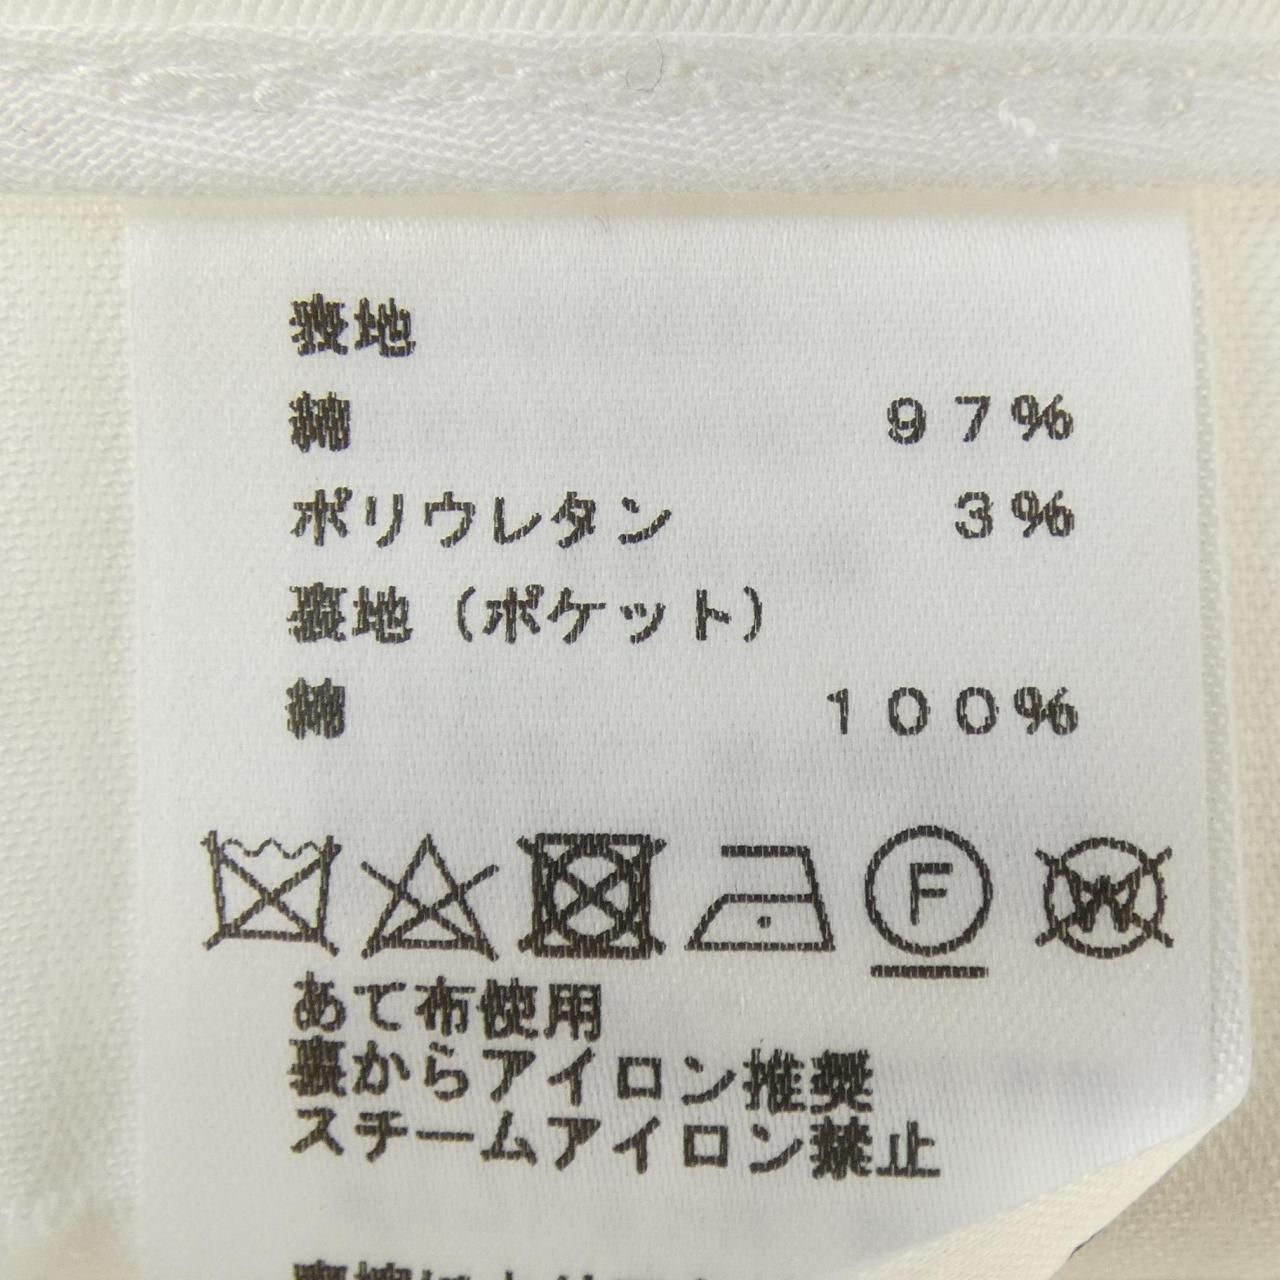 表地
綿 97%
ポリウレタン 3%
裏地(ポケット)
綿 100%
F
W
あて布使用
裏からアイロン推奨
スチームアイロン禁止